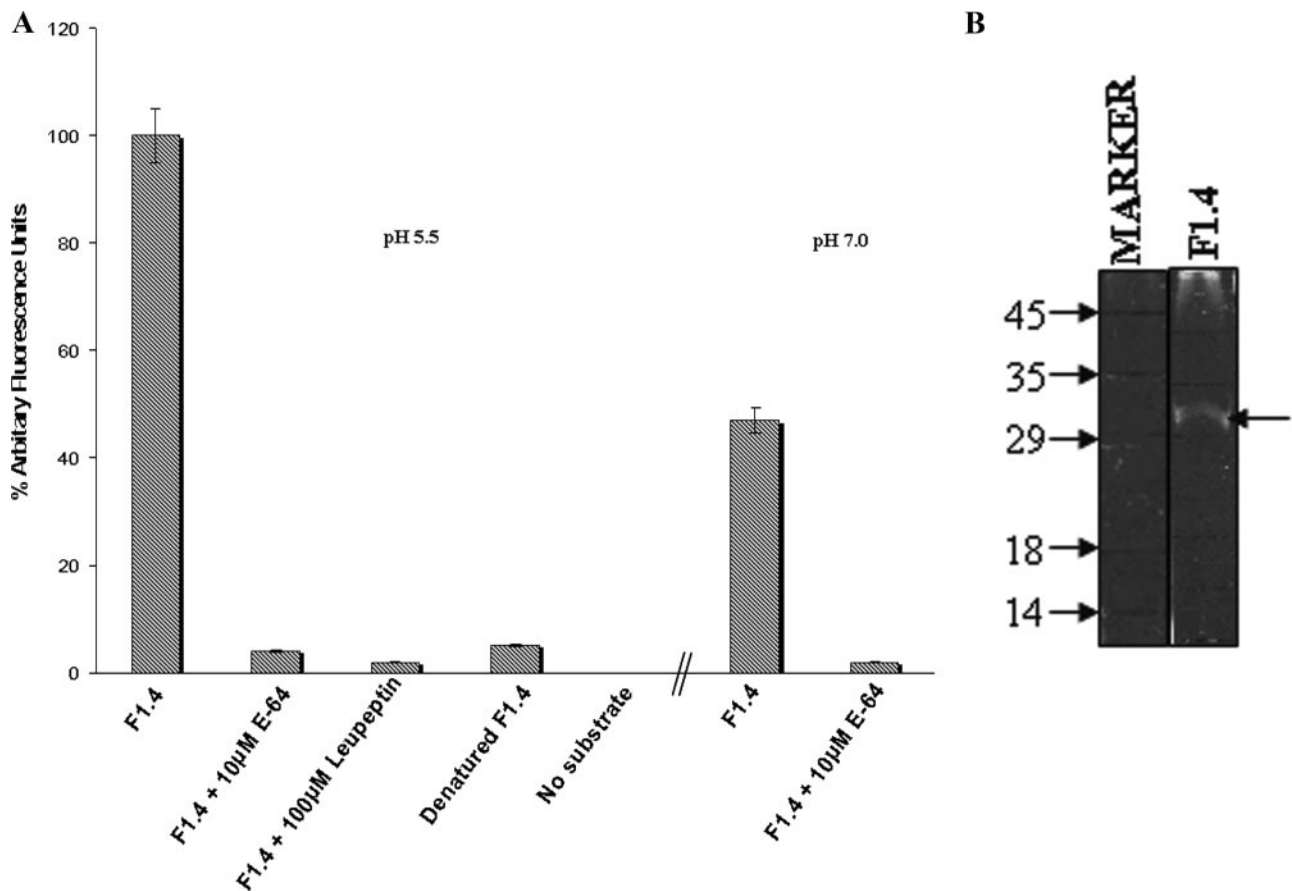 A
120
100
80
60
40
20
0
% Arbitary Fluorescence Units
pH 5.5
pH 7.0
F1.4
F1.4 + 10µM E-64
F1.4 + 100µM Leupeptin
Denatured F1.4
No substrate
//
F1.4
F1.4 + 10µM E-64
B
MARKER
F1.4
45
35
29
18
14